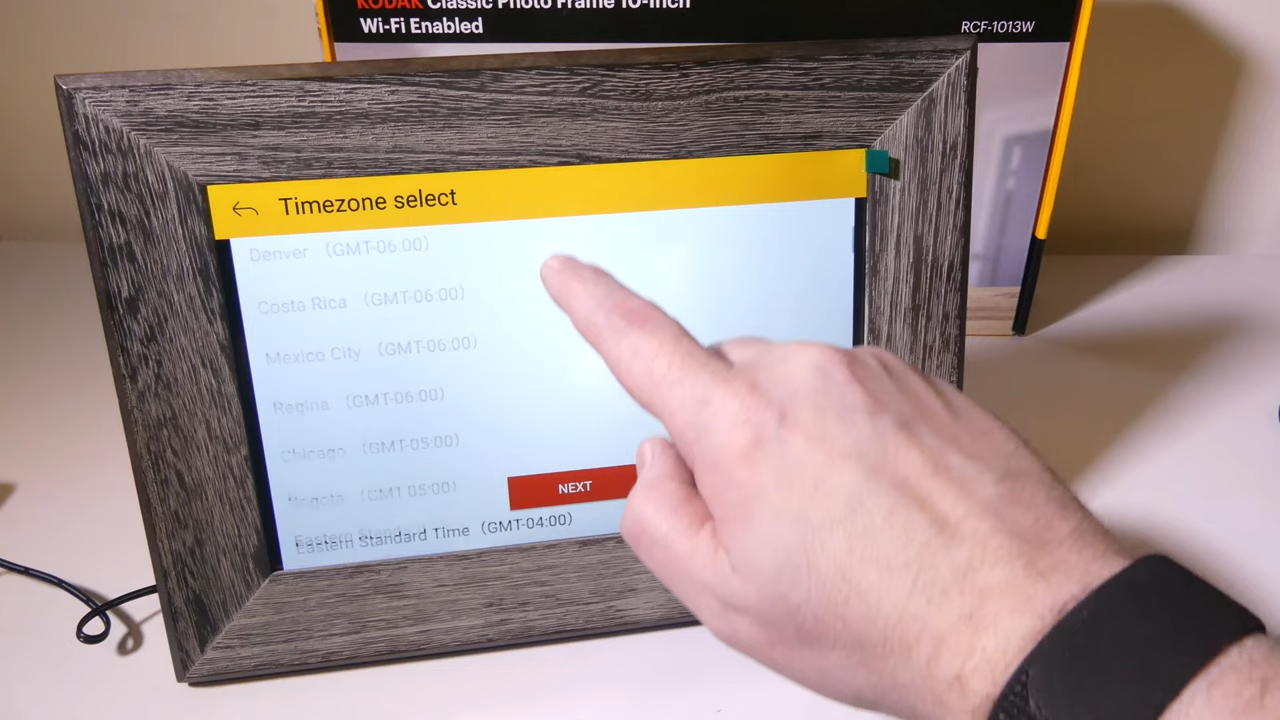 KODAK Classic Photo Frame 10-inch
Wi-Fi Enabled
RCF-1013W
Timezone select
Denver (GMT-06:00)
Costa Rica (GMT-06:00)
Mexico City (GMT-06:00)
Regina (GMT-06:00)
Chicago (GMT-05:00)
Bogota (GMT 05:00)
NEXT
Eastern Standard Time (GMT-04:00)